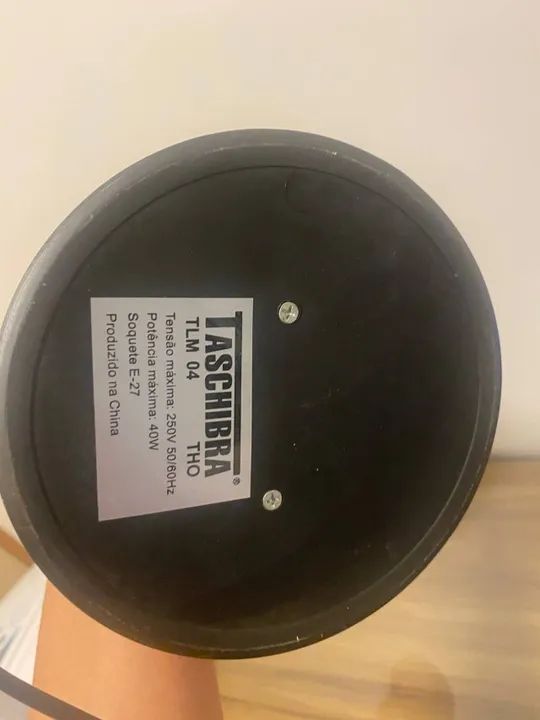 TASCHIBRA®
TLM 04 THO
Tensão máxima: 250V 50/60Hz
Potência máxima: 40W
Soquete E-27
Produzido na China